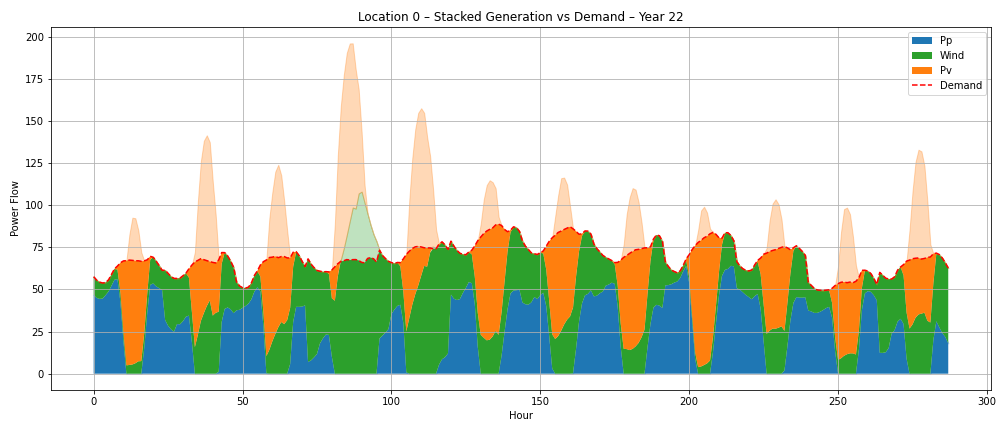 Location 0 – Stacked Generation vs Demand – Year 22
Pp
Wind
Pv
Demand
Power Flow
200
175
150
125
100
75
50
25
0
0 50 100 150 200 250 300
Hour